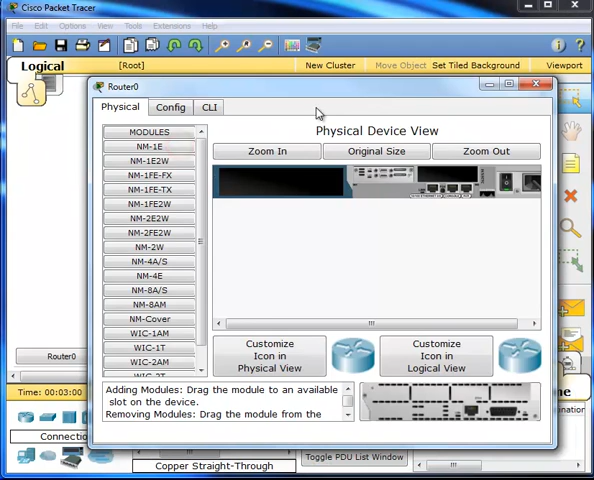 Cisco Packet Tracer
File Edit Options View Tools Extensions Help
Logical [Root] New Cluster Move Object Set Tiled Background Viewport
Router0
Physical Config CLI
MODULES
NM-1E
NM-1E2W
NM-1FE-FX
NM-1FE-TX
NM-1FE2W
NM-2E2W
NM-2FE2W
NM-2W
NM-4A/S
NM-4E
NM-8A/S
NM-8AM
NM-Cover
WIC-1AM
WIC-1T
WIC-2AM
WIC-2T
Physical Device View
Zoom In Original Size Zoom Out
Customize
Icon in
Physical View
Customize
Icon in
Logical View
Adding Modules: Drag the module to an available
slot on the device.
Removing Modules: Drag the module from the
Router0
Time: 00:03:00
Connectio
Copper Straight-Through
Toggle PDU List Window
ne
ination